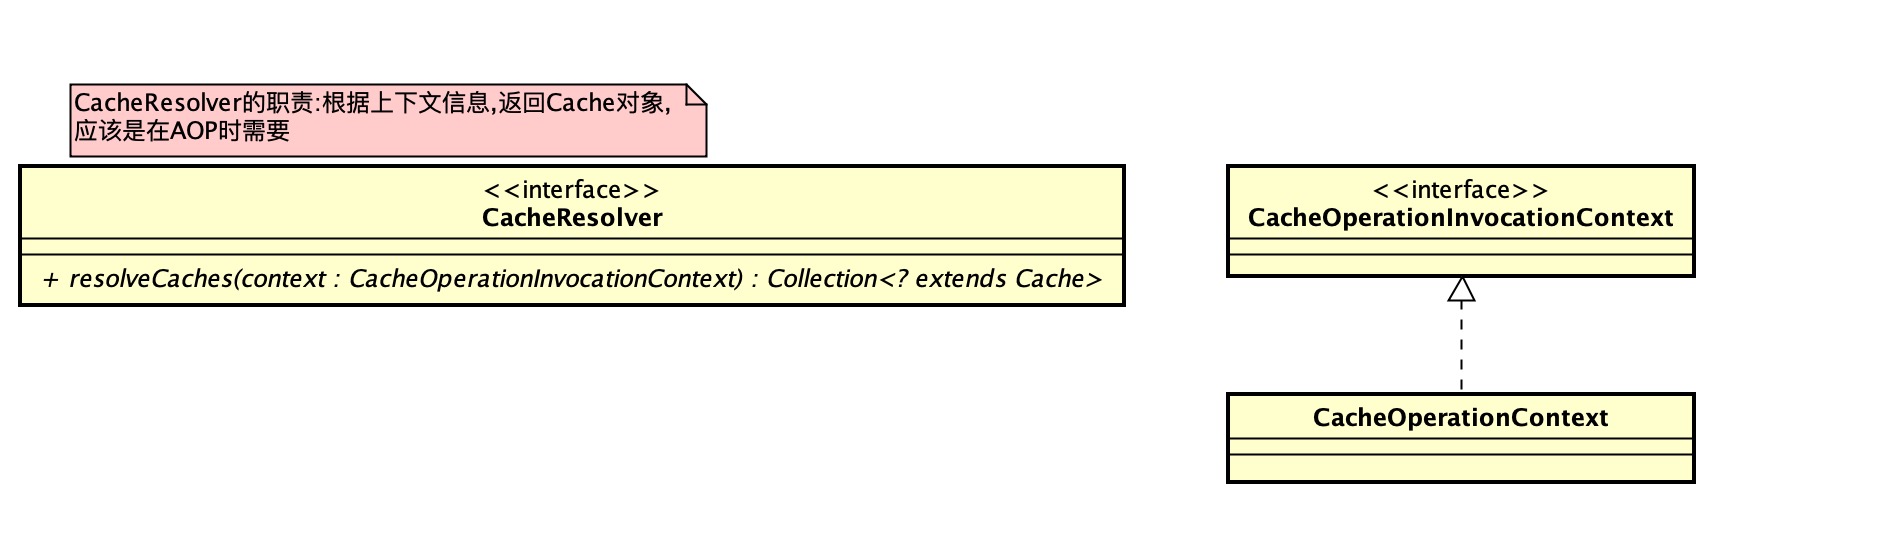 CacheResolver的职责:根据上下文信息,返回Cache对象,
应该是在AOP时需要
<<interface>>
CacheResolver
+ resolveCaches(context : CacheOperationInvocationContext) : Collection<? extends Cache>
<<interface>>
CacheOperationInvocationContext
CacheOperationContext